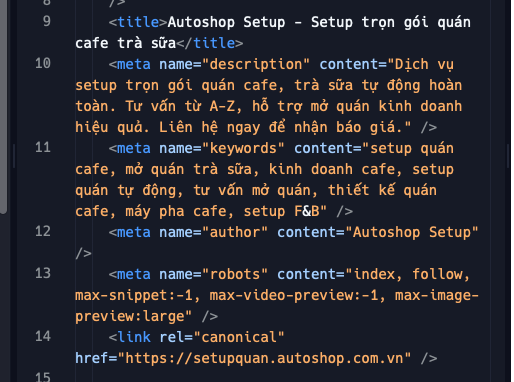 8 />
9 <title>Autoshop Setup - Setup trọn gói quán
cafe trà sữa</title>
10 <meta name="description" content="Dịch vụ
setup trọn gói quán cafe, trà sữa tự động hoàn
toàn. Tư vấn từ A-Z, hỗ trợ mở quán kinh doanh
hiệu quả. Liên hệ ngay để nhận báo giá." />
11 <meta name="keywords" content="setup quán
cafe, mở quán trà sữa, kinh doanh cafe, setup
quán tự động, tư vấn mở quán, thiết kế quán
cafe, máy pha cafe, setup F&B" />
12 <meta name="author" content="Autoshop Setup"
/>
13 <meta name="robots" content="index, follow,
max-snippet:-1, max-video-preview:-1, max-image-
preview:large" />
14 <link rel="canonical"
href="https://setupquan.autoshop.com.vn" />
15